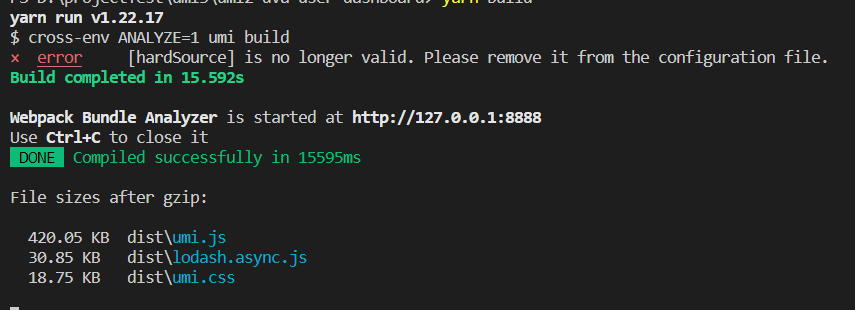 yarn run v1.22.17
$ cross-env ANALYZE=1 umi build
× error [hardSource] is no longer valid. Please remove it from the configuration file.
Build completed in 15.592s
Webpack Bundle Analyzer is started at http://127.0.0.1:8888
Use Ctrl+C to close it
DONE Compiled successfully in 15595ms
File sizes after gzip:
420.05 KB dist\umi.js
30.85 KB dist\lodash.async.js
18.75 KB dist\umi.css